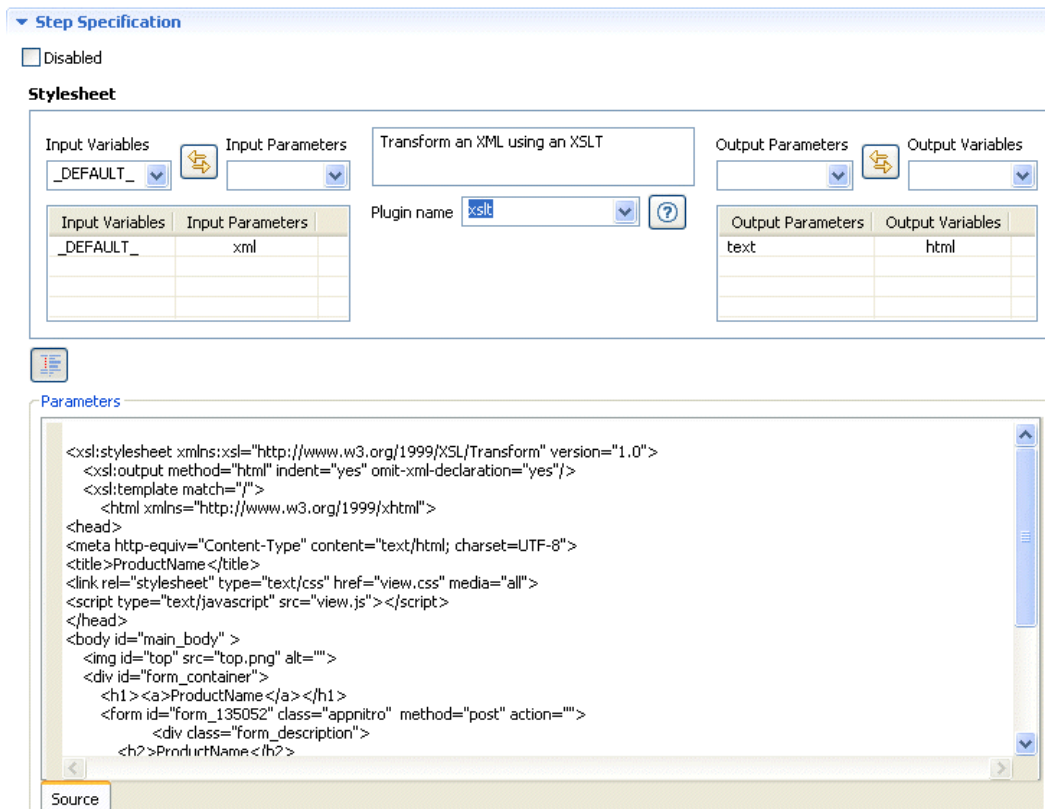 Step Specification
Disabled
Stylesheet
Input Variables Input Parameters Transform an XML using an XSLT Output Parameters Output Variables
_DEFAULT_
Plugin name xslt
Input Variables Input Parameters Output Parameters Output Variables
_DEFAULT_ xml text html
Parameters
<xsl:stylesheet xmlns:xsl="http://www.w3.org/1999/XSL/Transform" version="1.0">
<xsl:output method="html" indent="yes" omit-xml-declaration="yes"/>
<xsl:template match="/">
<html xmlns="http://www.w3.org/1999/xhtml">
<head>
<meta http-equiv="Content-Type" content="text/html; charset=UTF-8">
<title>ProductName</title>
<link rel="stylesheet" type="text/css" href="view.css" media="all">
<script type="text/javascript" src="view.js"></script>
</head>
<body id="main_body" >
<img id="top" src="top.png" alt="">
<div id="form_container">
<h1><a>ProductName</a></h1>
<form id="form_135052" class="appnitro" method="post" action="">
<div class="form_description">
<h2>ProductName</h2>
Source